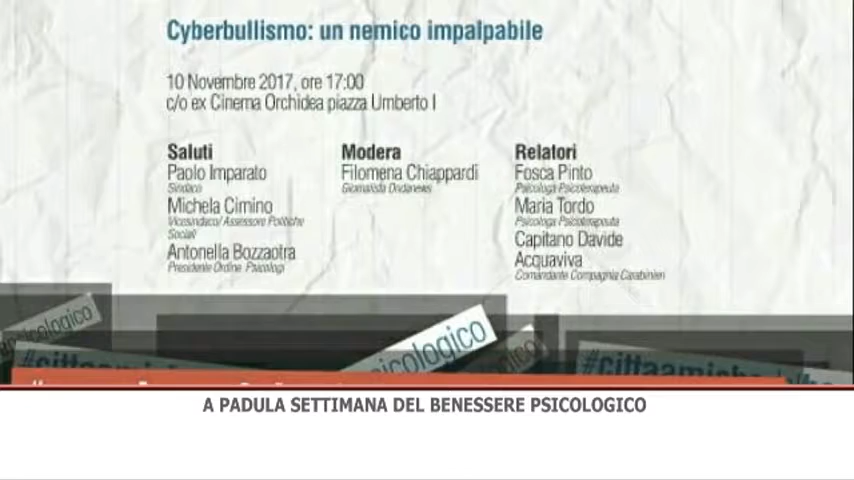 Cyberbullismo: un nemico impalpabile
10 Novembre 2017, ore 17:00
c/o ex Cinema Orchidea piazza Umberto I
Saluti
Paolo Imparato
Sindaco
Michela Cimino
Vicesindaco/Assessore Politiche
Sociali
Antonella Bozzaotra
Presidente Ordine Psicologi
Modera
Filomena Chiappardi
Giornalista Ondanews
Relatori
Fosca Pinto
Psicologa Psicoterapeuta
Maria Tordo
Psicologa Psicoterapeuta
Capitano Davide
Acquaviva
Comandante Compagnia Carabinieri
A PADULA SETTIMANA DEL BENESSERE PSICOLOGICO